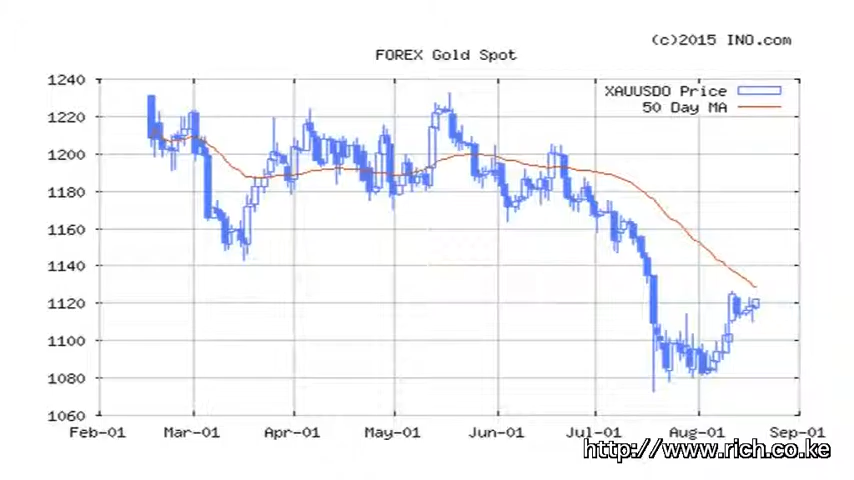 (c)2015 INO.com
FOREX Gold Spot
XAUUSDO Price
50 Day MA
1240
1220
1200
1180
1160
1140
1120
1100
1080
1060
Feb-01 Mar-01 Apr-01 May-01 Jun-01 Jul-01 Aug-01 Sep-01
http://www.rich.co.ke